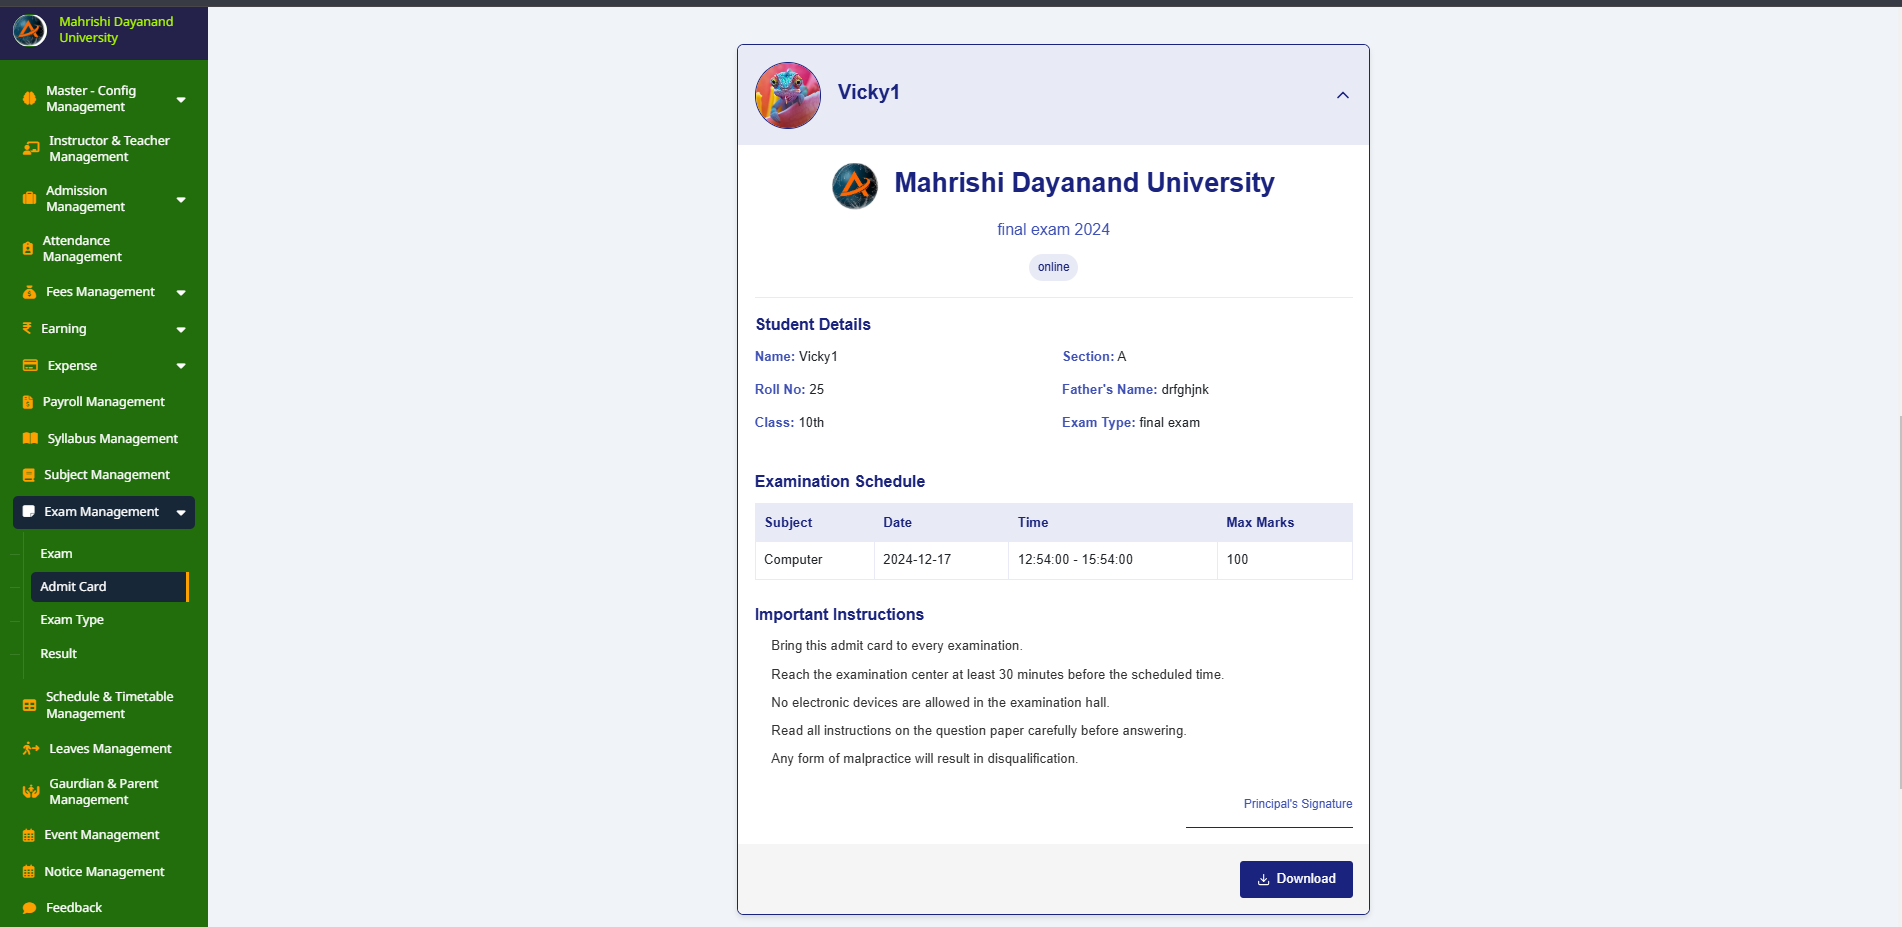 Mahrishi Dayanand
University
Master - Config
Management
Instructor & Teacher
Management
Admission
Management
Attendance
Management
Fees Management
Earning
Expense
Payroll Management
Syllabus Management
Subject Management
Exam Management
Exam
Admit Card
Exam Type
Result
Schedule & Timetable
Management
Leaves Management
Gaurdian & Parent
Management
Event Management
Notice Management
Feedback
Vicky1
Mahrishi Dayanand University
final exam 2024
online
Student Details
Name: Vicky1 Section: A
Roll No: 25 Father's Name: drfghjnk
Class: 10th Exam Type: final exam
Examination Schedule
Subject Date Time Max Marks
Computer 2024-12-17 12:54:00 - 15:54:00 100
Important Instructions
Bring this admit card to every examination.
Reach the examination center at least 30 minutes before the scheduled time.
No electronic devices are allowed in the examination hall.
Read all instructions on the question paper carefully before answering.
Any form of malpractice will result in disqualification.
Principal's Signature
Download